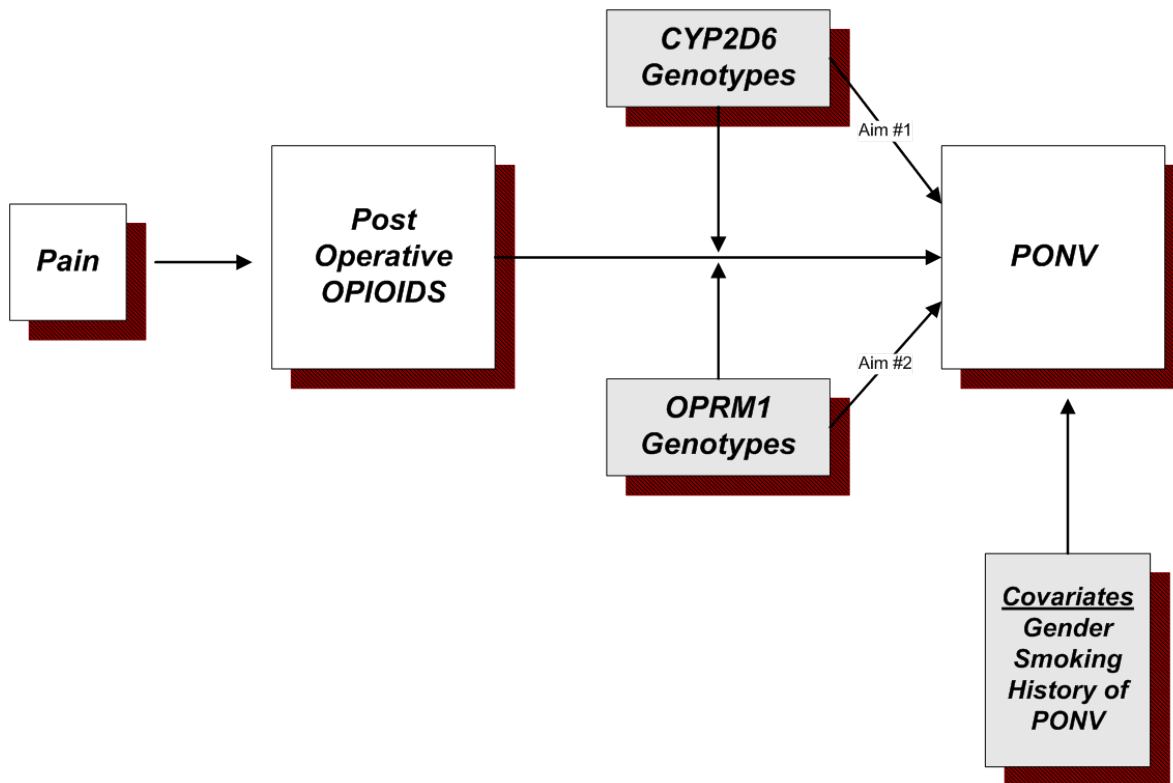 CYP2D6
Genotypes
Aim #1
Pain
Post
Operative
OPIOIDS
PONV
Aim #2
OPRM1
Genotypes
Covariates
Gender
Smoking
History of
PONV